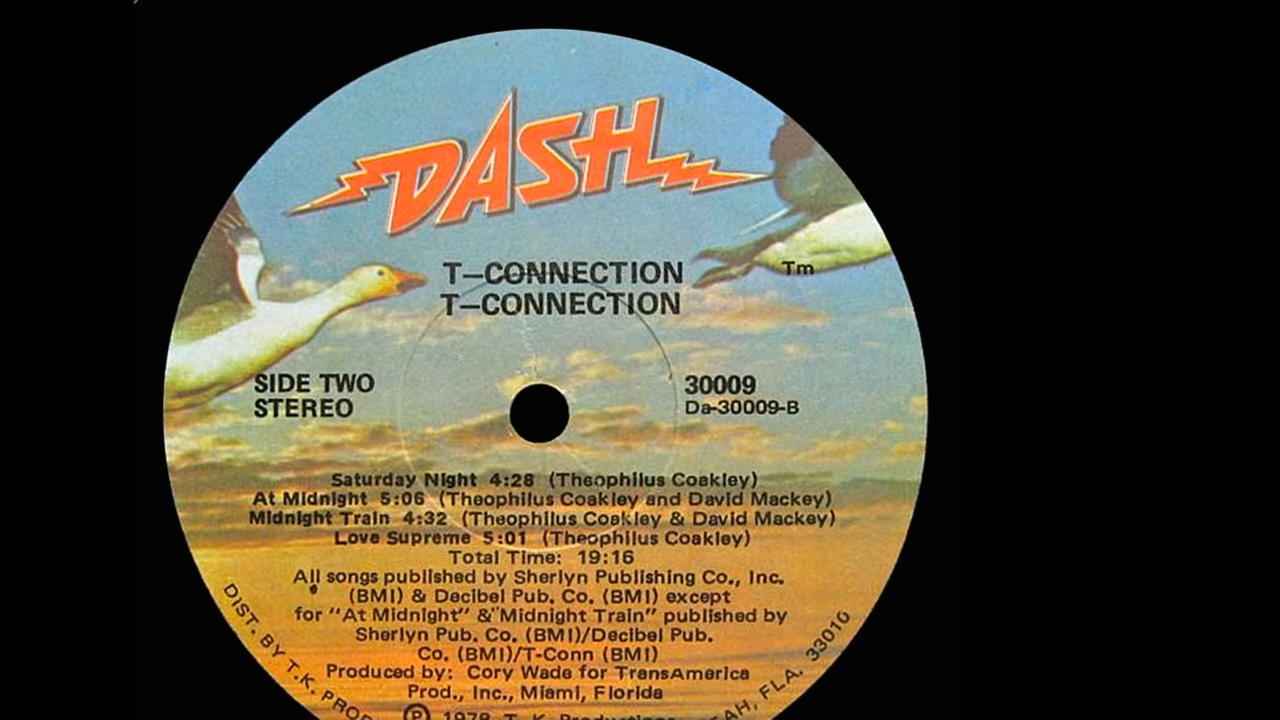 DASH
T-CONNECTION
Tm
T-CONNECTION
SIDE TWO
STEREO
30009
Da-30009-B
Saturday Night 4:28 (Theophilus Coakley)
At Midnight 5:06 (Theophilus Coakley and David Mackey)
Midnight Train 4:32 (Theophilus Coakley & David Mackey)
Love Supreme 5:01 (Theophilus Coakley)
Total Time: 19:16
All songs published by Sherlyn Publishing Co., Inc.
(BMI) & Decibel Pub. Co. (BMI) except
for "At Midnight" &"Midnight Train" published by
Sherlyn Pub. Co. (BMI)/Decibel Pub.
Co. (BMI)/T-Conn (BMI)
Produced by: Cory Wade for TransAmerica
Prod., Inc., Miami, Florida
℗ 1978 T. K. Productions
DIST. BY T.K. PROD
AH, FLA. 33010